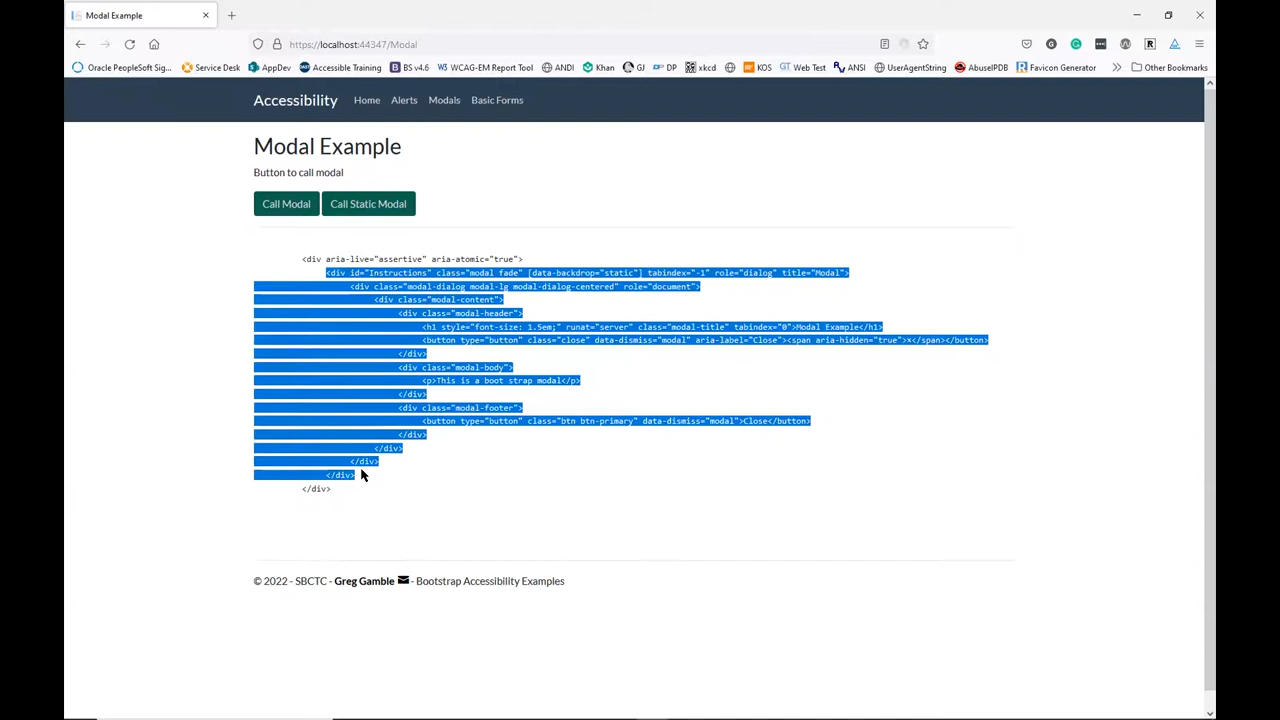 Modal Example
https://localhost:44347/Modal
Oracle PeopleSoft Sig... Service Desk AppDev Accessible Training BS v4.6 WCAG-EM Report Tool ANDI Khan GJ DP xkcd KOS Web Test ANSI UserAgentString AbuseIPDB Favicon Generator Other Bookmarks
Accessibility Home Alerts Modals Basic Forms
Modal Example
Button to call modal
Call Modal Call Static Modal
<div aria-live="assertive" aria-atomic="true">
<div id="Instructions" class="modal fade" [data-backdrop="static"] tabindex="-1" role="dialog" title="Modal">
<div class="modal-dialog modal-lg modal-dialog-centered" role="document">
<div class="modal-content">
<div class="modal-header">
<h1 style="font-size: 1.5em;" runat="server" class="modal-title" tabindex="0">Modal Example</h1>
<button type="button" class="close" data-dismiss="modal" aria-label="Close"><span aria-hidden="true">×</span></button>
</div>
<div class="modal-body">
<p>This is a boot strap modal</p>
</div>
<div class="modal-footer">
<button type="button" class="btn btn-primary" data-dismiss="modal">Close</button>
</div>
</div>
</div>
</div>
</div>
© 2022 - SBCTC - Greg Gamble - Bootstrap Accessibility Examples